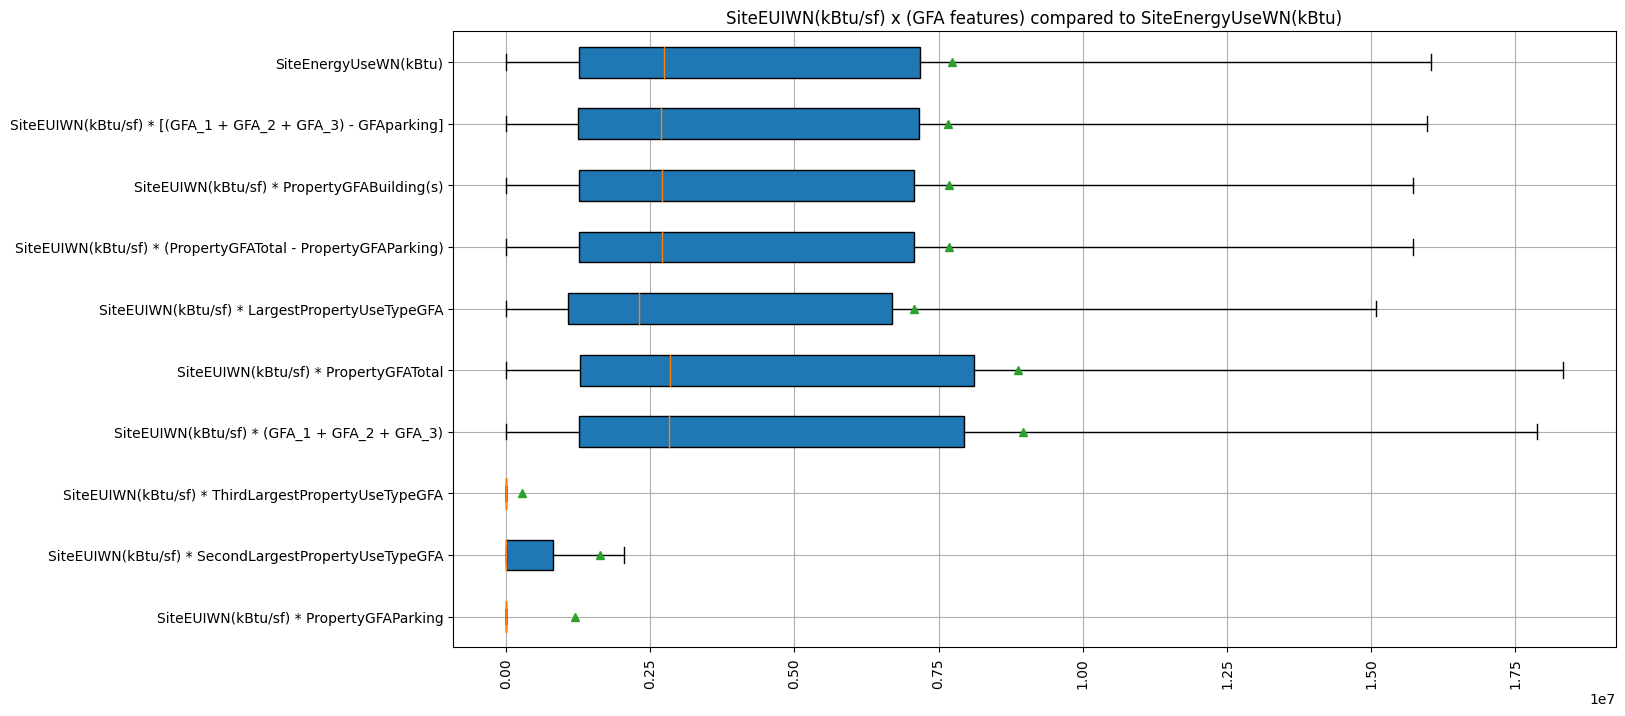 SiteEUIWN(kBtu/sf) x (GFA features) compared to SiteEnergyUseWN(kBtu)
SiteEnergyUseWN(kBtu)
SiteEUIWN(kBtu/sf) * [(GFA_1 + GFA_2 + GFA_3) - GFAparking]
SiteEUIWN(kBtu/sf) * PropertyGFABuilding(s)
SiteEUIWN(kBtu/sf) * (PropertyGFATotal - PropertyGFAParking)
SiteEUIWN(kBtu/sf) * LargestPropertyUseTypeGFA
SiteEUIWN(kBtu/sf) * PropertyGFATotal
SiteEUIWN(kBtu/sf) * (GFA_1 + GFA_2 + GFA_3)
SiteEUIWN(kBtu/sf) * ThirdLargestPropertyUseTypeGFA
SiteEUIWN(kBtu/sf) * SecondLargestPropertyUseTypeGFA
SiteEUIWN(kBtu/sf) * PropertyGFAParking
0.00
0.25
0.50
0.75
1.00
1.25
1.50
1.75
1e7